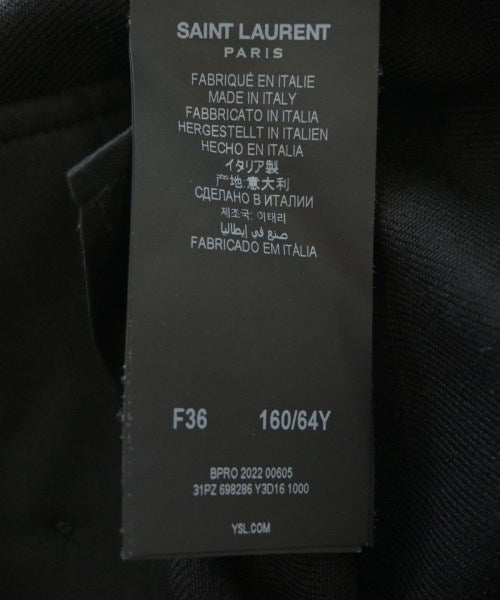 SAINT LAURENT
PARIS
FABRIQUÉ EN ITALIE
MADE IN ITALY
FABBRICATO IN ITALIA
HERGESTELLT IN ITALIEN
HECHO EN ITALIA
イタリア製
产地:意大利
СДЕЛАНО В ИТАЛИИ
제조국: 이태리
صنع في إيطاليا
FABRICADO EM ITÁLIA
F36 160/64Y
BPRO 2022 00605
31PZ 698286 Y3D16 1000
YSL.COM